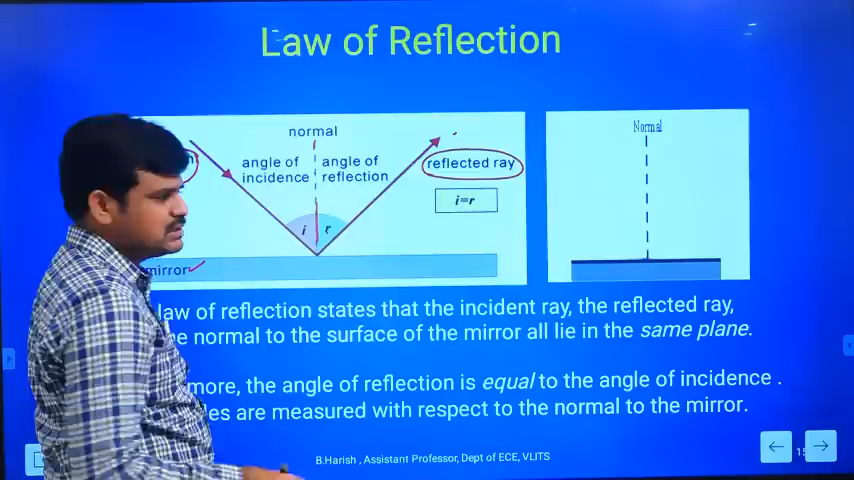 Law of Reflection
normal
Normal
angle of angle of
incidence reflection
reflected ray
i=r
i r
mirror
law of reflection states that the incident ray, the reflected ray,
normal to the surface of the mirror all lie in the same plane.
the angle of reflection is equal to the angle of incidence .
are measured with respect to the normal to the mirror.
B.Harish , Assistant Professor, Dept of ECE, VLITS